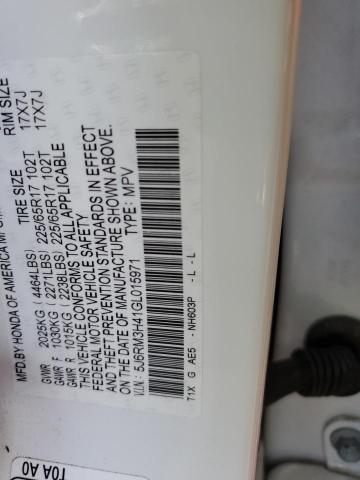 MFD.BY HONDA OF AMERICA MFG.
TIRE SIZE RIM SIZE
GVWR 2025KG ( 4464LBS)
GAWR F 1030KG ( 2271LBS) 225/65R17 102T 17X7J
GAWR R 1015KG ( 2238LBS) 225/65R17 102T 17X7J
THIS VEHICLE CONFORMS TO ALL APPLICABLE
FEDERAL MOTOR VEHICLE SAFETY
AND THEFT PREVENTION STANDARDS IN EFFECT
ON THE DATE OF MANUFACTURE SHOWN ABOVE.
V.I.N: 5J6RM3H41GL015971 TYPE: MPV
T1X G AE5 - NH603P - L - L
T0A A0